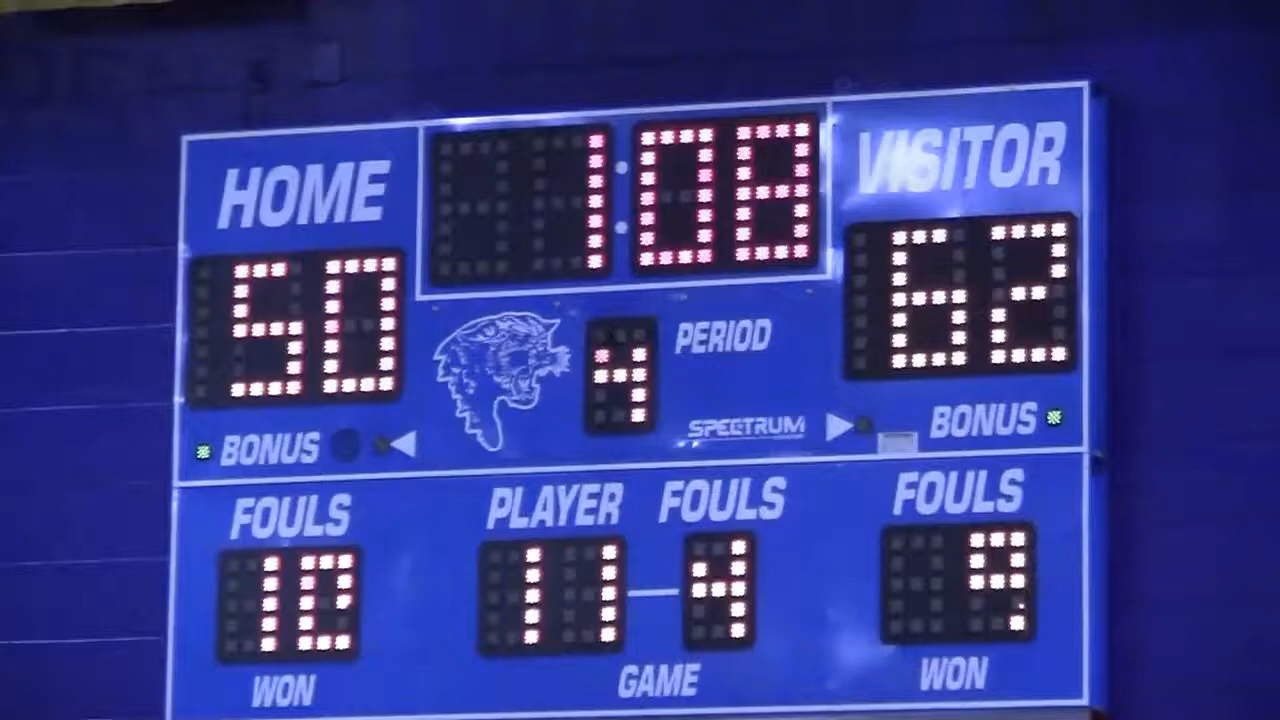 HOME
1:08
VISITOR
50
62
4 PERIOD
SPECTRUM
BONUS
BONUS
FOULS
PLAYER FOULS
FOULS
10
11 - 4
9
WON
GAME
WON